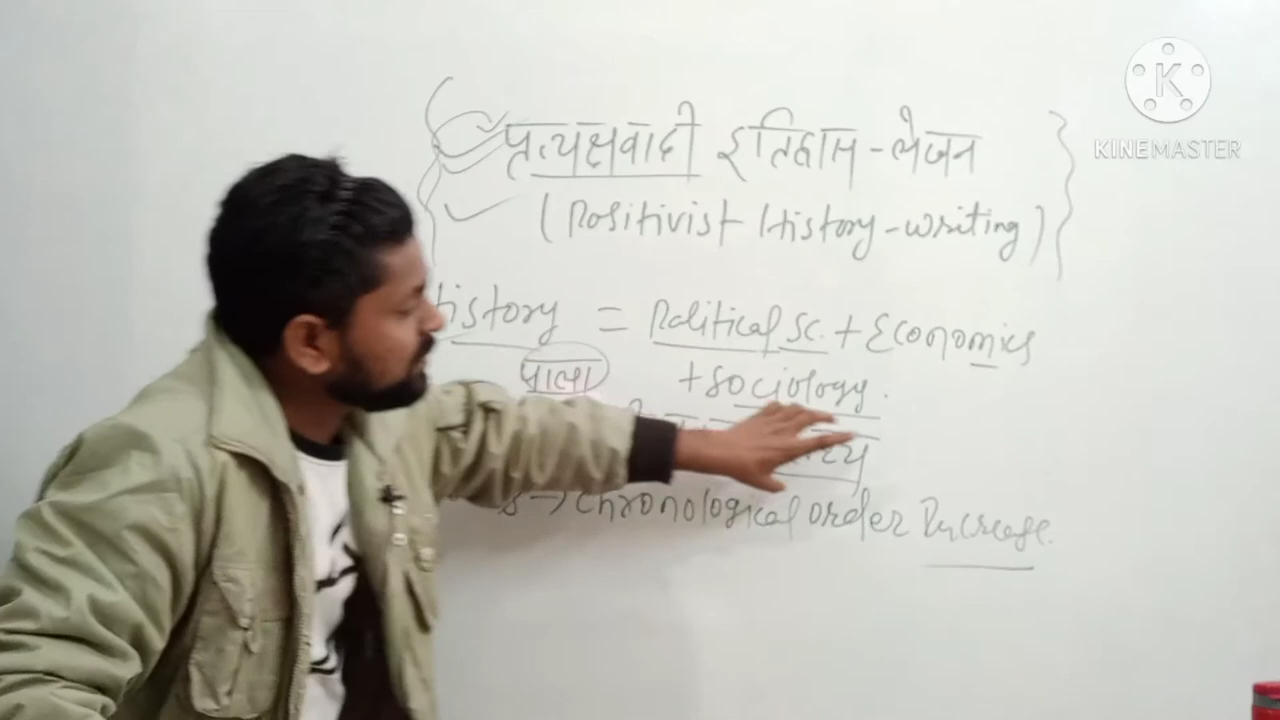 प्रत्यक्षवादी इतिहास-लेखन
(Positivist History-writing)
History = Political Sc. + Economics
+ Sociology.
→ Chronological order Increase.
KINEMASTER